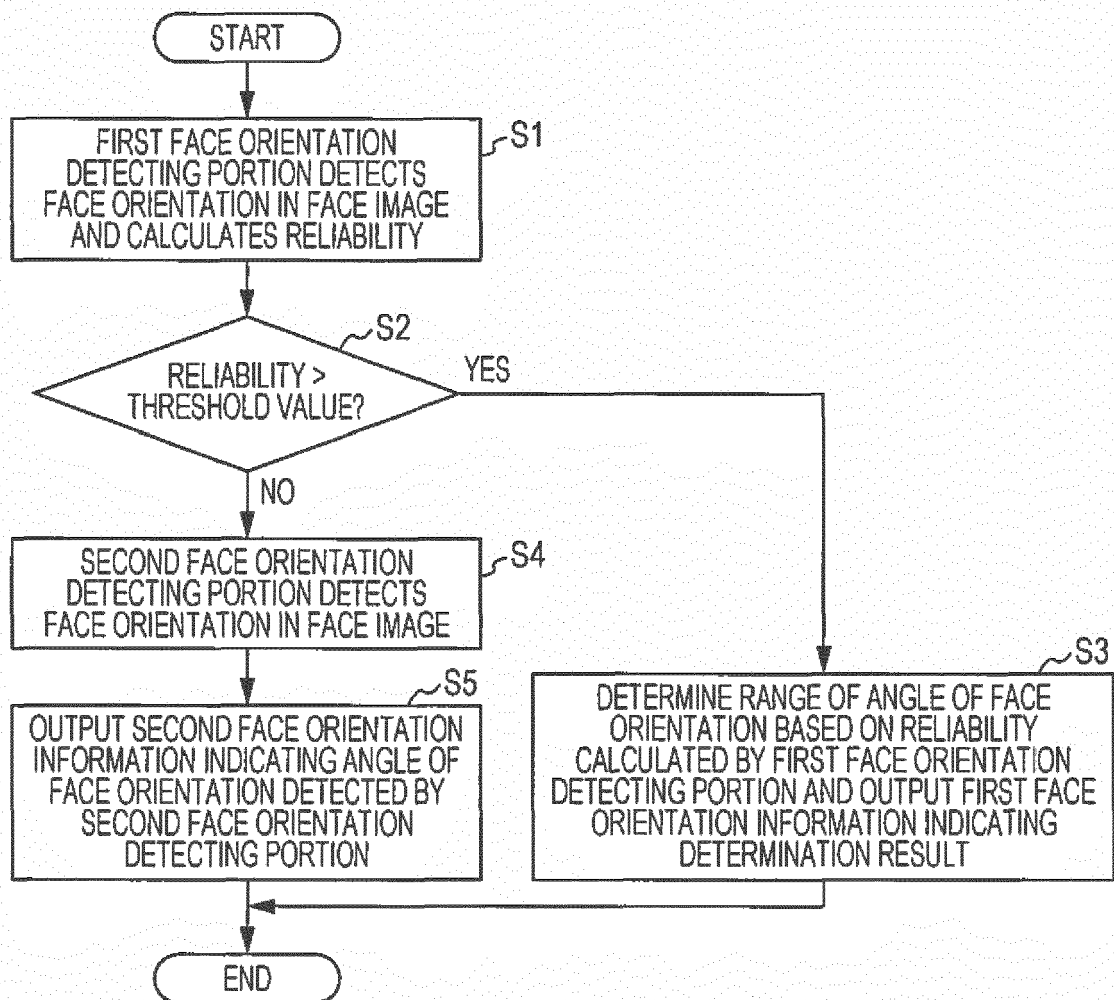 START
FIRST FACE ORIENTATION
DETECTING PORTION DETECTS
FACE ORIENTATION IN FACE IMAGE
AND CALCULATES RELIABILITY
S1
S2
RELIABILITY >
THRESHOLD VALUE?
YES
NO
SECOND FACE ORIENTATION
DETECTING PORTION DETECTS
FACE ORIENTATION IN FACE IMAGE
S4
S5
OUTPUT SECOND FACE ORIENTATION
INFORMATION INDICATING ANGLE OF
FACE ORIENTATION DETECTED BY
SECOND FACE ORIENTATION
DETECTING PORTION
S3
DETERMINE RANGE OF ANGLE OF FACE
ORIENTATION BASED ON RELIABILITY
CALCULATED BY FIRST FACE ORIENTATION
DETECTING PORTION AND OUTPUT FIRST FACE
ORIENTATION INFORMATION INDICATING
DETERMINATION RESULT
END